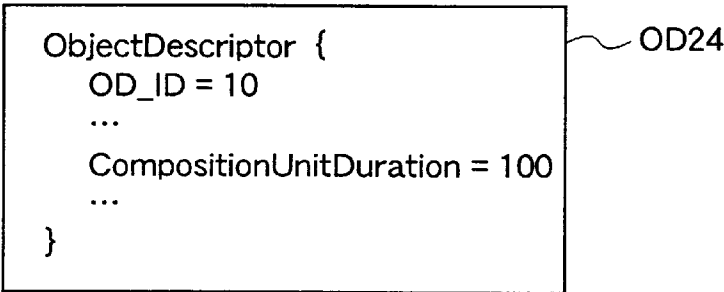 ObjectDescriptor {
OD24
OD_ID = 10
...
CompositionUnitDuration = 100
...
}